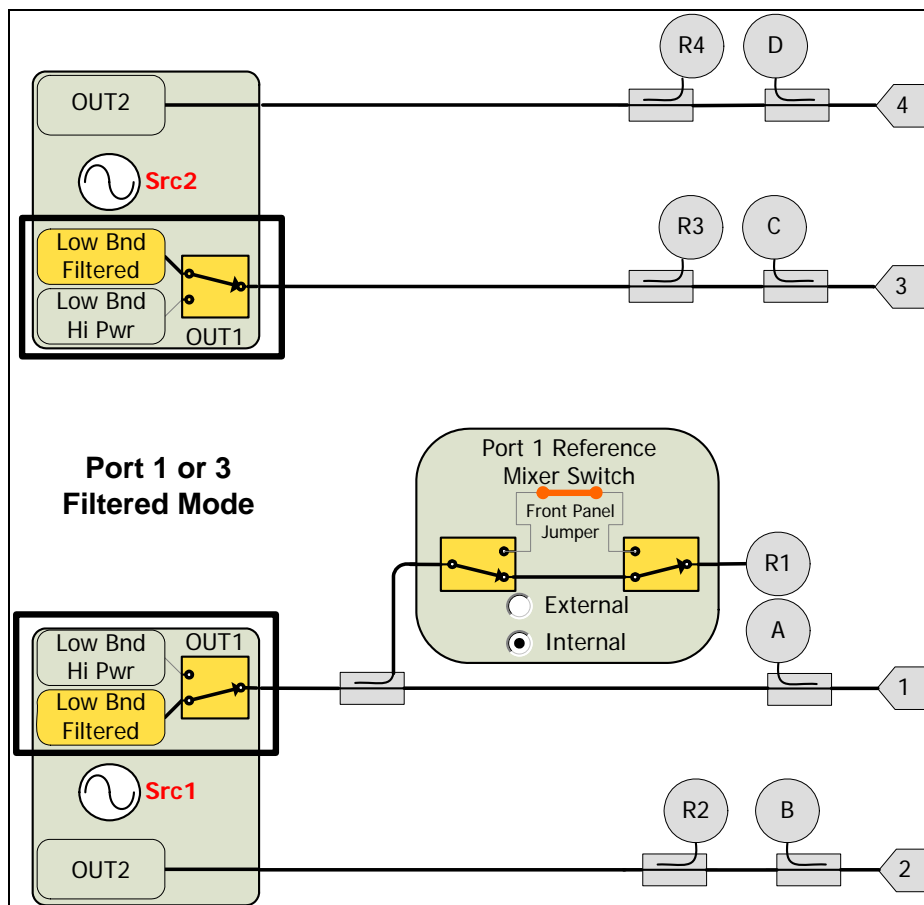 R4
D
OUT2
4
Src2
Low Bnd
Filtered
Low Bnd
Hi Pwr
OUT1
R3
C
3
Port 1 or 3
Filtered Mode
Port 1 Reference
Mixer Switch
Front Panel
Jumper
External
Internal
R1
A
Low Bnd
Hi Pwr
OUT1
Low Bnd
Filtered
1
Src1
R2
B
OUT2
2